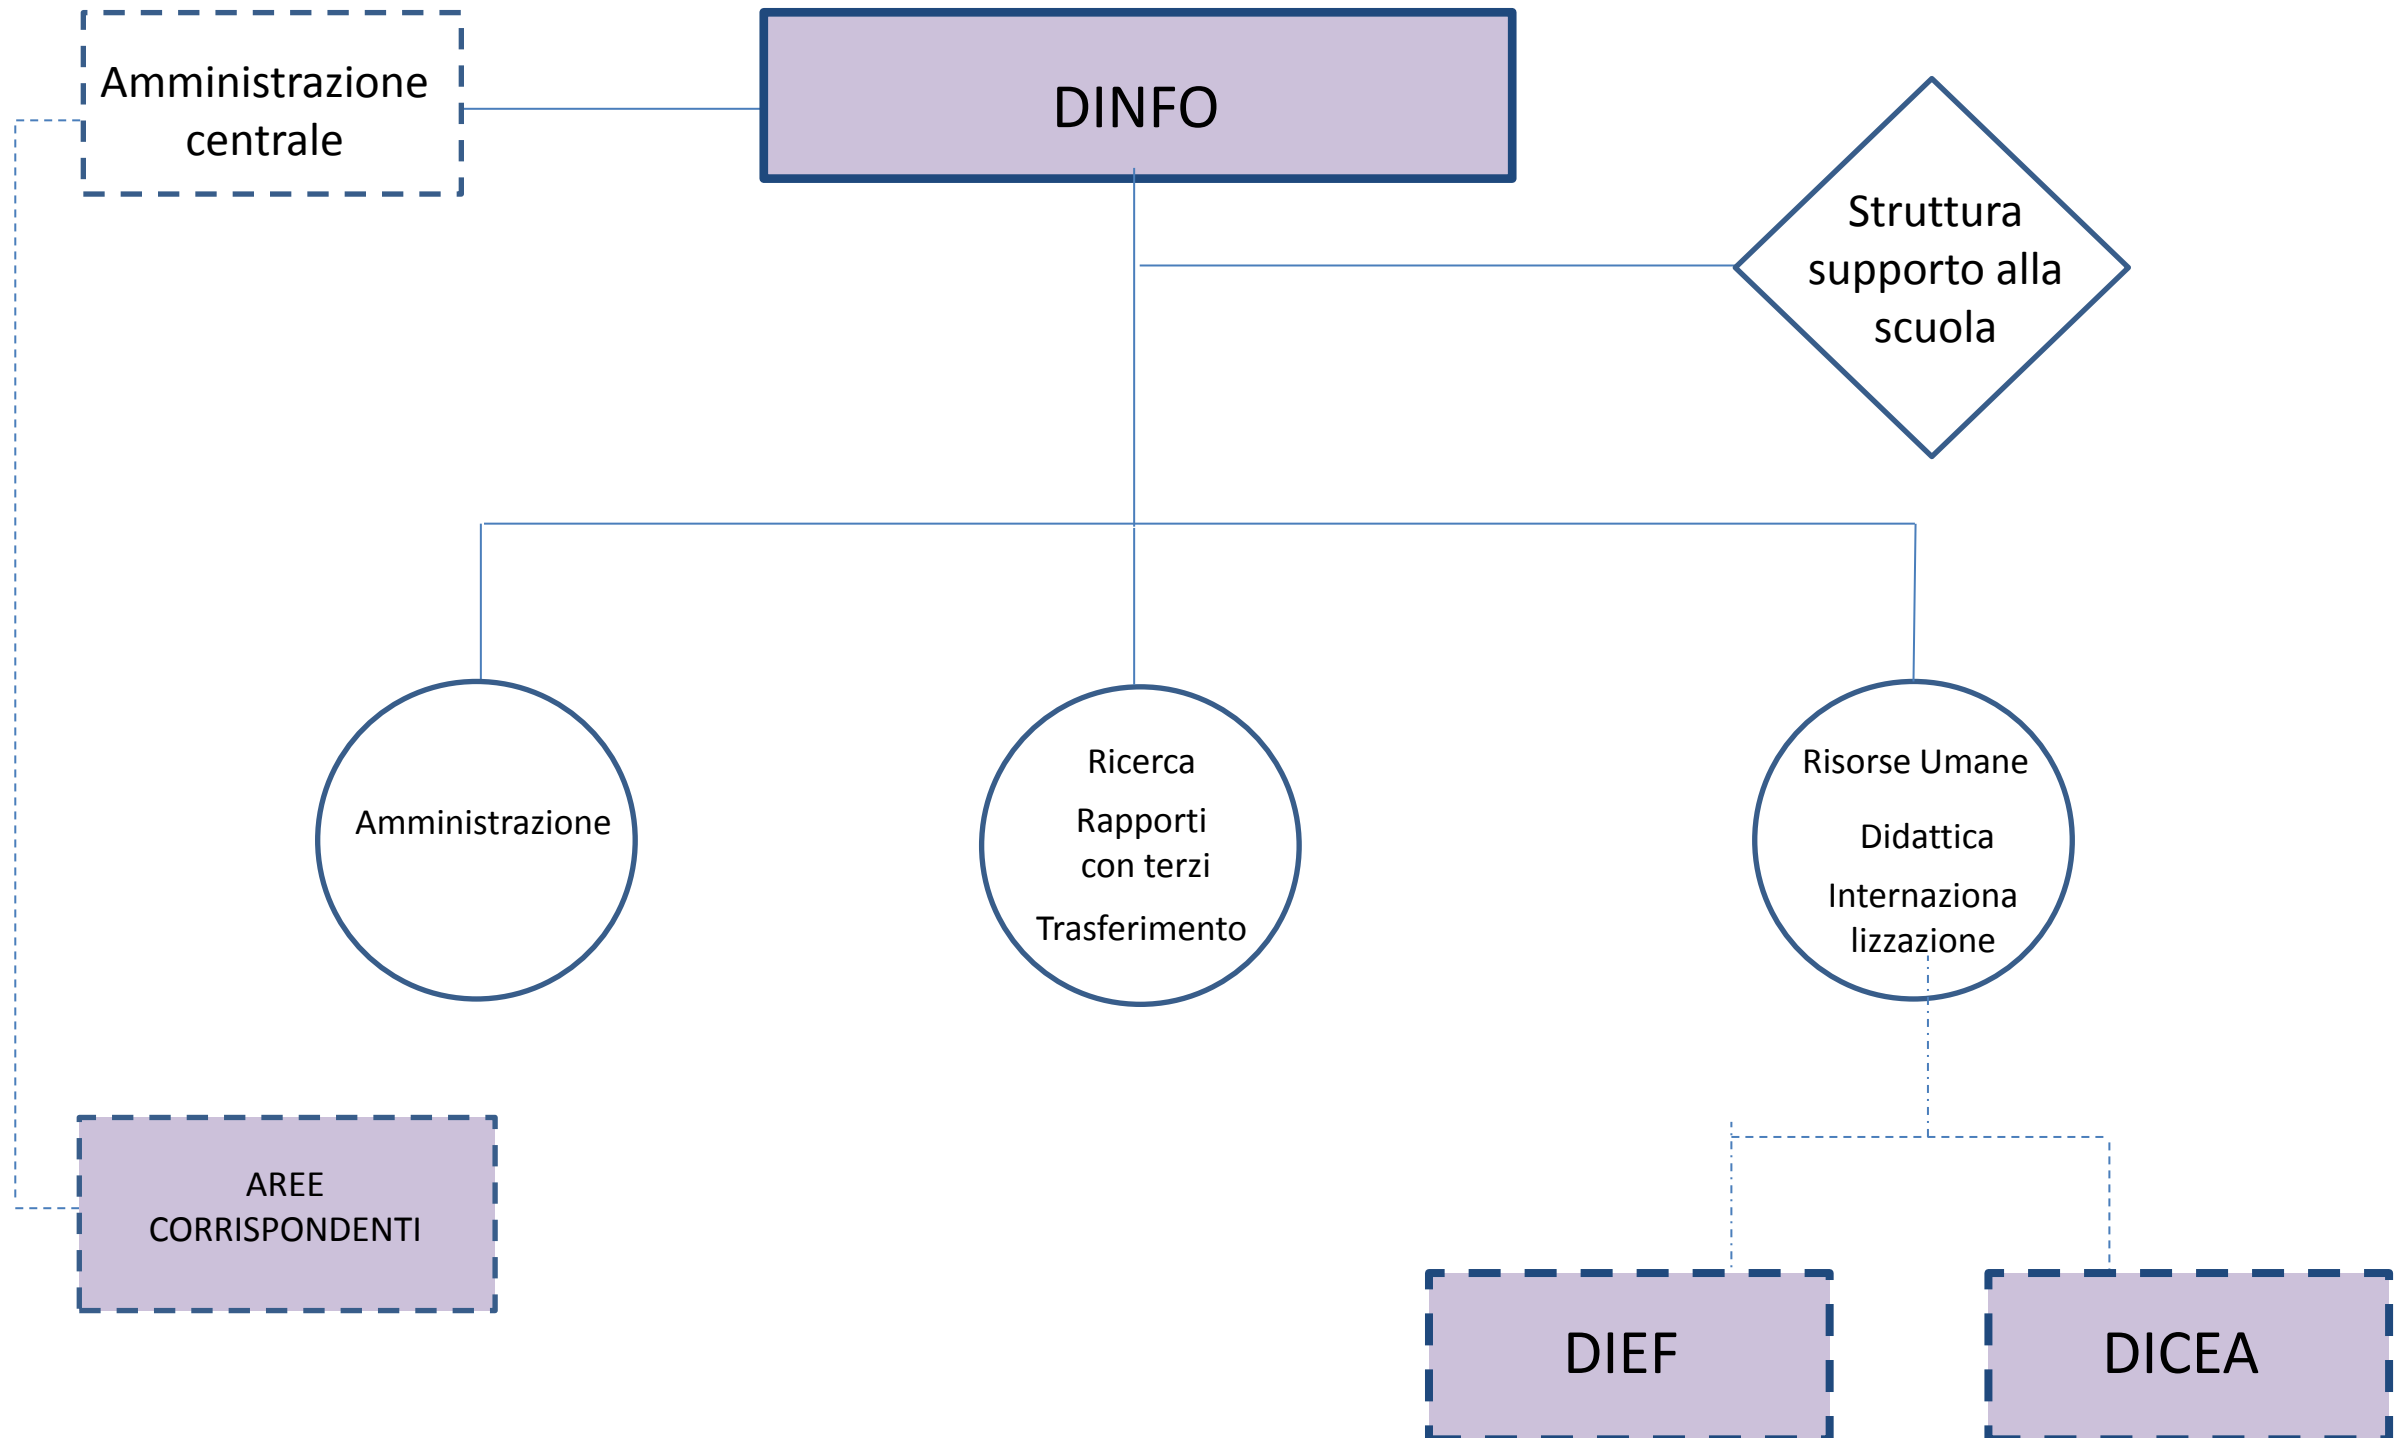 Amministrazione
centrale
DINFO
Struttura
supporto alla
scuola
Amministrazione
Ricerca
Rapporti
con terzi
Trasferimento
Risorse Umane
Didattica
Internaziona
lizzazione
AREE
CORRISPONDENTI
DIEF
DICEA